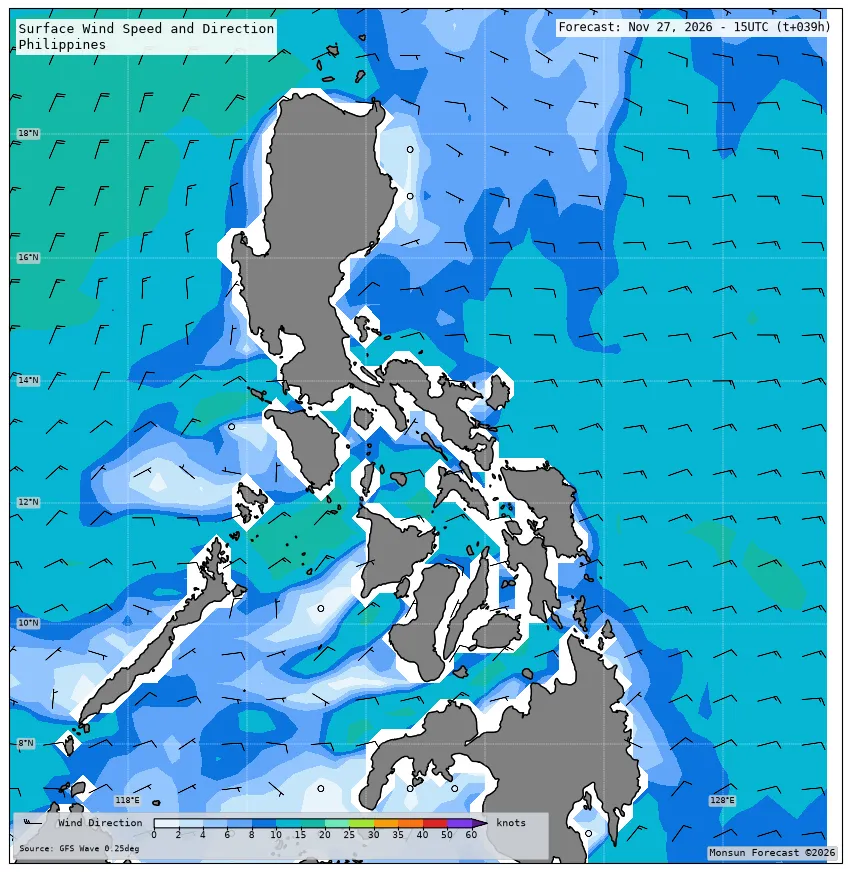 Surface Wind Speed and Direction
Philippines
Forecast: Nov 27, 2026 - 15UTC (t+039h)
18°N
16°N
14°N
12°N
10°N
8°N
118°E
128°E
Wind Direction
knots
0 2 4 6 8 10 15 20 25 30 35 40 50 60
Source: GFS Wave 0.25deg
Monsun Forecast ©2026